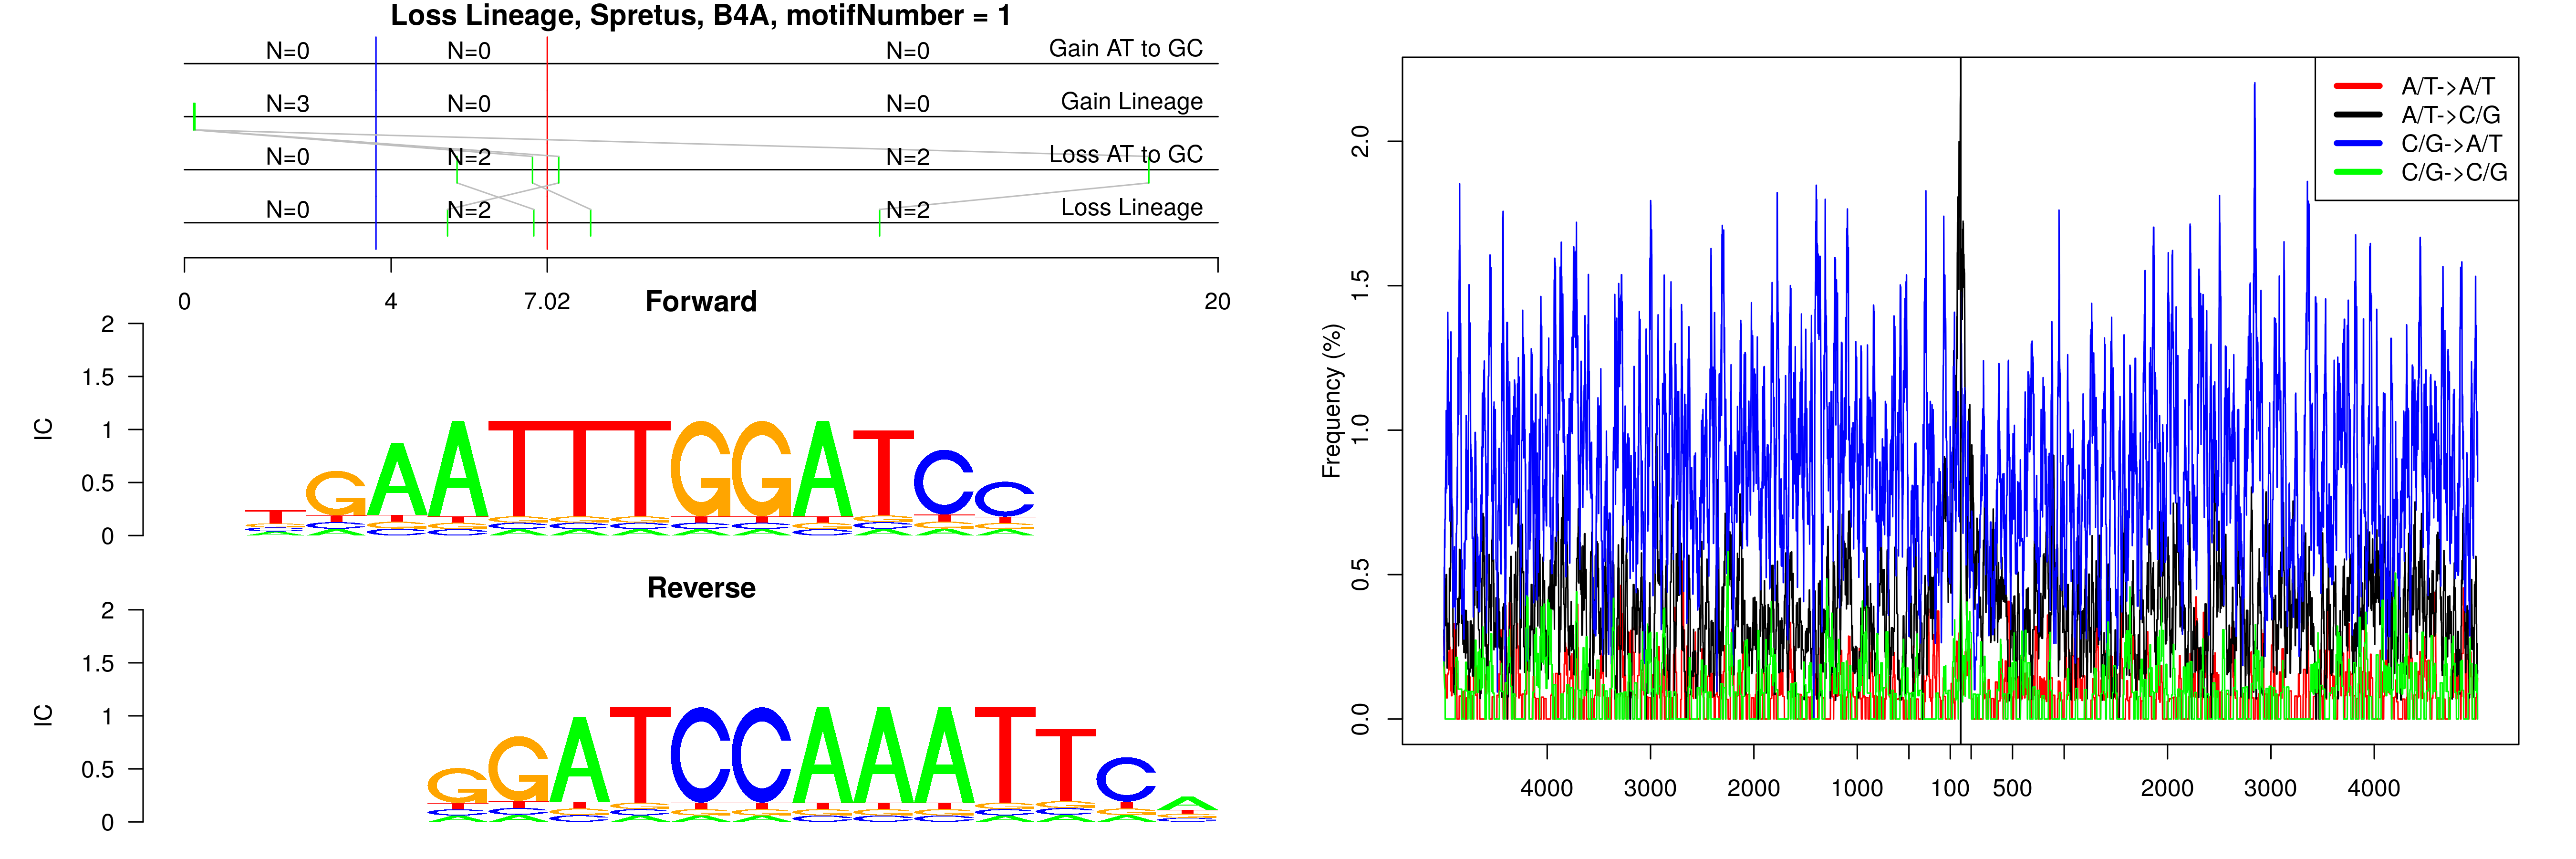 Loss Lineage, Spretus, B4A, motifNumber = 1
N=0 N=0 N=0 Gain AT to GC
N=3 N=0 N=0 Gain Lineage
N=0 N=2 N=2 Loss AT to GC
N=0 N=2 N=2 Loss Lineage
0 4 7.02 20
Forward
2
1.5
1
0.5
0
IC
T G A A T T T G G A T C C
Reverse
2
1.5
1
0.5
0
IC
G G A T C C A A A T T C A
A/T->A/T
A/T->C/G
C/G->A/T
C/G->C/G
Frequency (%)
2.0
1.5
1.0
0.5
0.0
4000 3000 2000 1000 100 500 2000 3000 4000